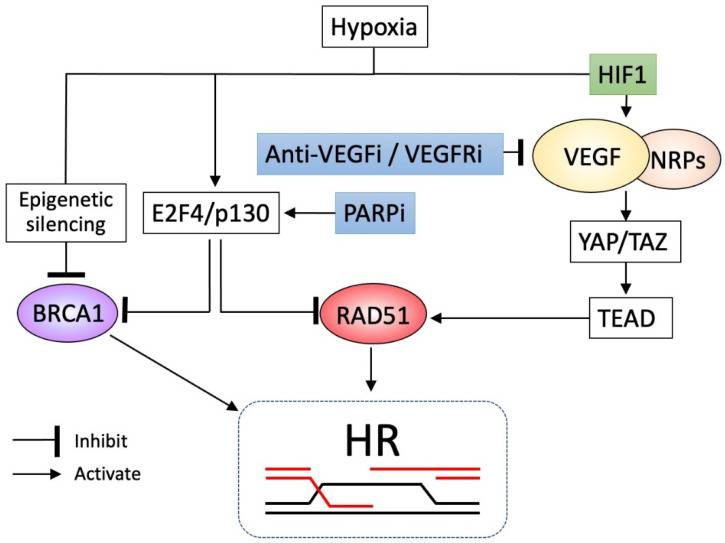 Hypoxia
HIF1
Anti-VEGFi / VEGFRi
VEGF
NRPs
Epigenetic
silencing
E2F4/p130
PARPi
YAP/TAZ
BRCA1
RAD51
TEAD
HR
Inhibit
Activate